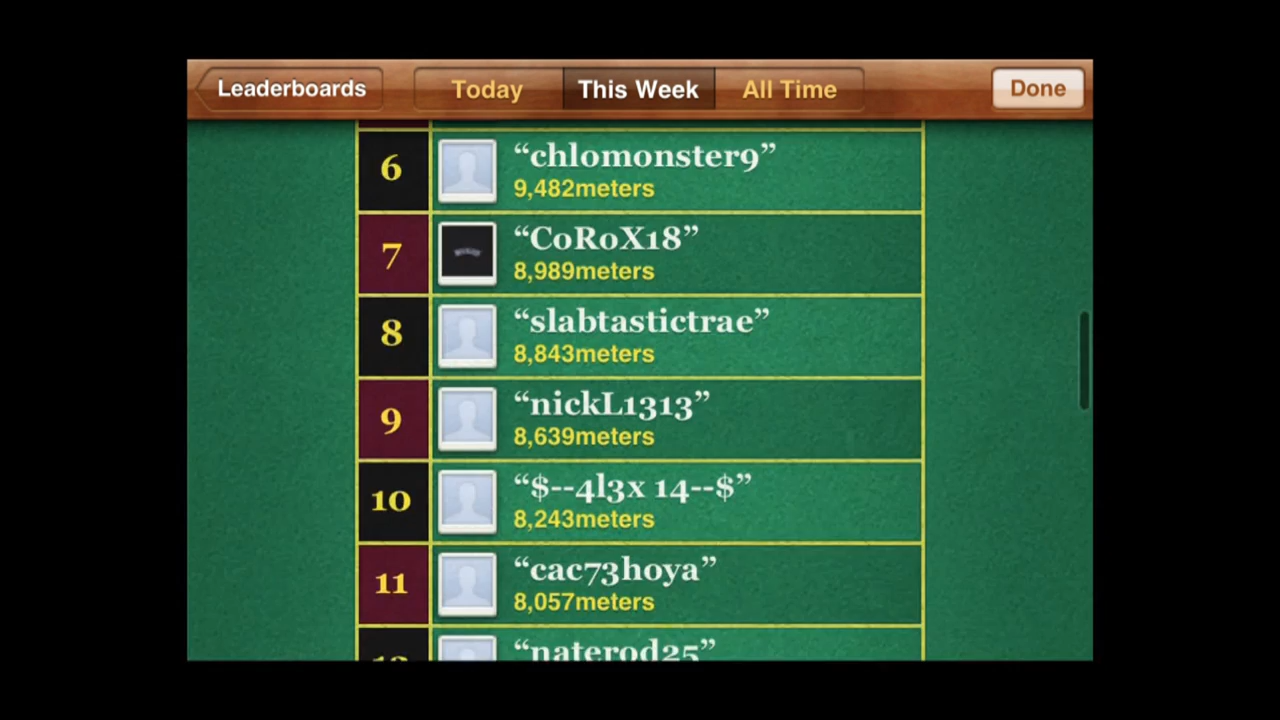 Leaderboards
Today
This Week
All Time
Done
6
“chlomonster9”
9,482meters
7
“CoRoX18”
8,989meters
8
“slabtastictrae”
8,843meters
9
“nickL1313”
8,639meters
10
“$--4l3x 14--$”
8,243meters
11
“cac73hoya”
8,057meters
12
“naterod25”